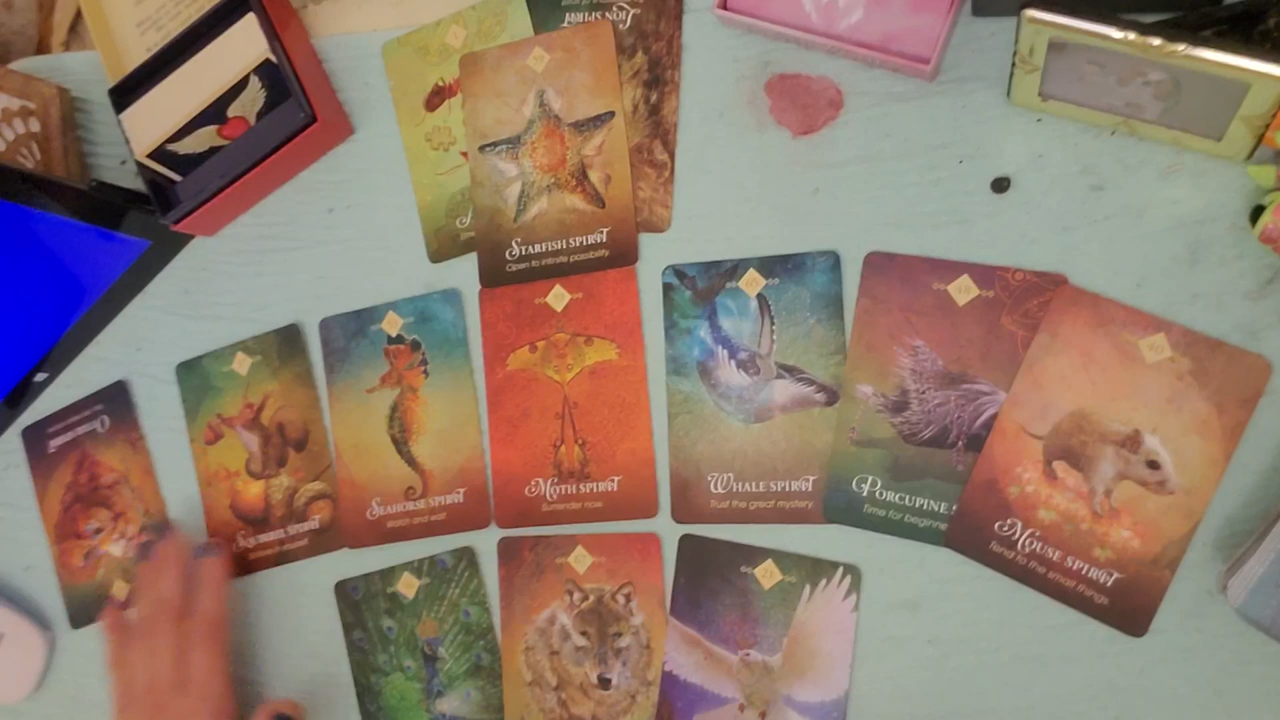 LION SPIRIT
STARFISH SPIRIT
Open to infinite possibility.
SEAHORSE SPIRIT
Watch and wait.
MOTH SPIRIT
Surrender now.
WHALE SPIRIT
Trust the great mystery.
PORCUPINE S
Time for beginne
MOUSE SPIRIT
Tend to the small things.
SQUIRREL SPIRIT